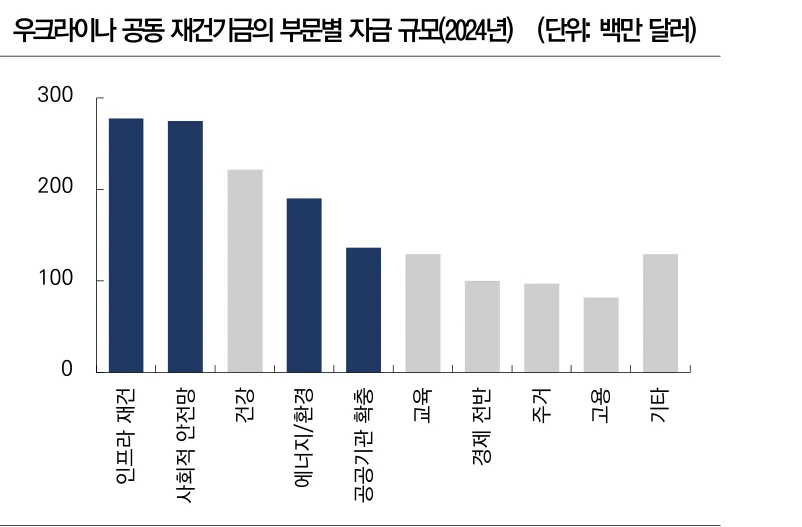 우크라이나 공동 재건기금의 부문별 자금 규모(2024년) (단위: 백만 달러)
300
200
100
0
인프라 재건
사회적 안전망
건강
에너지/환경
공공기관 확충
교육
경제 전반
주거
고용
기타